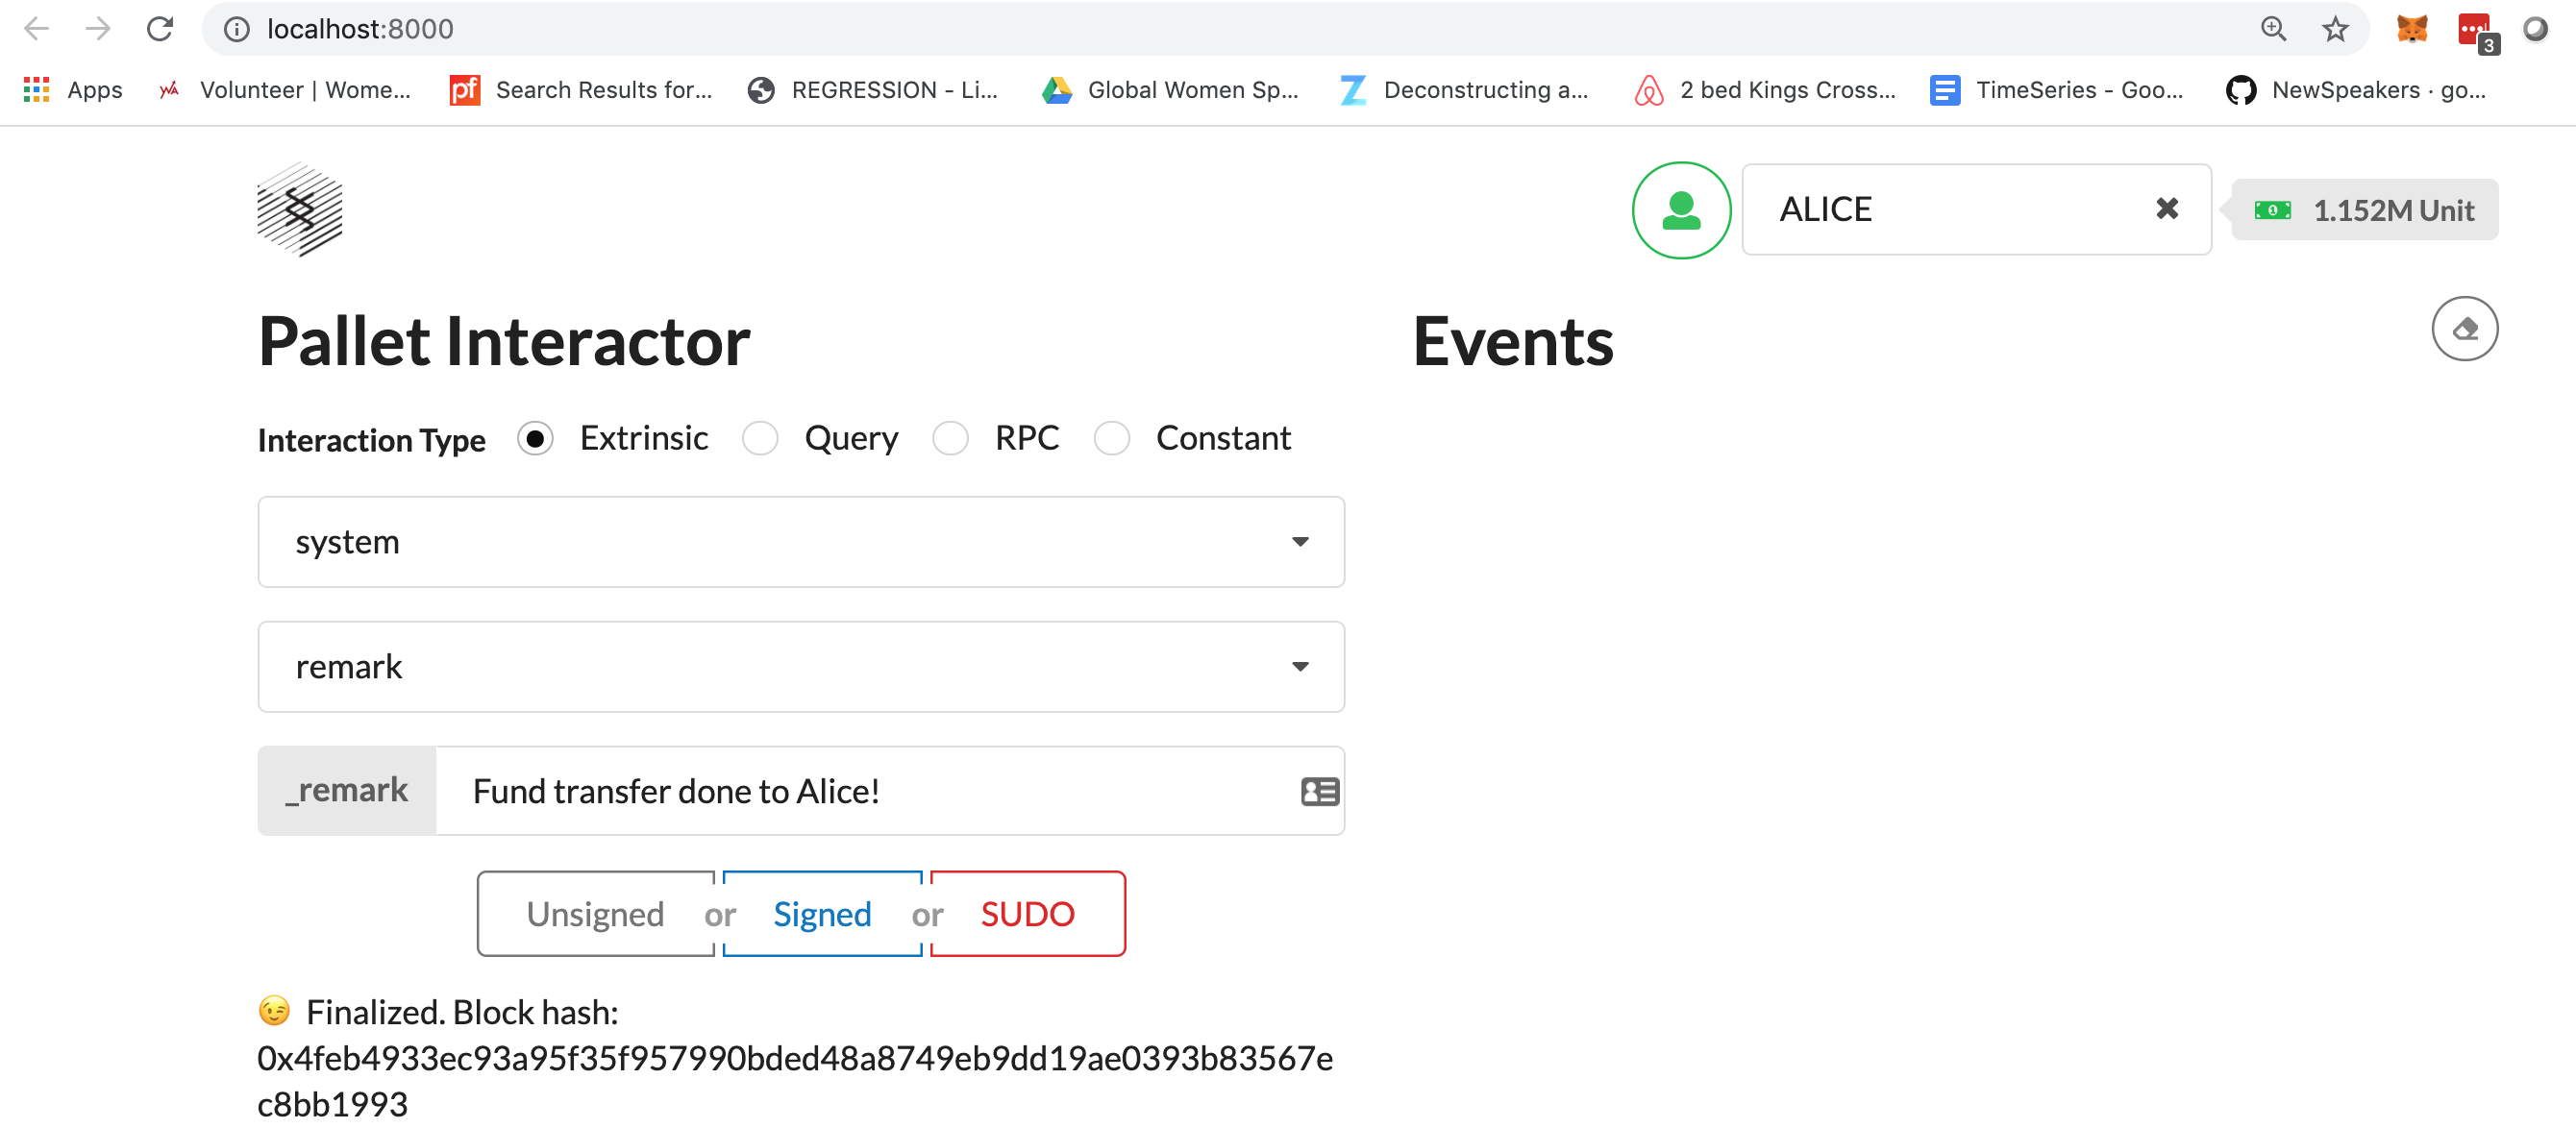 localhost:8000
3
Apps
Volunteer | Wome...
Search Results for...
REGRESSION - Li...
Global Women Sp...
Deconstructing a...
2 bed Kings Cross...
TimeSeries - Goo...
NewSpeakers · go...
ALICE
1.152M Unit
Pallet Interactor
Events
Interaction Type Extrinsic Query RPC Constant
system
remark
_remark Fund transfer done to Alice!
Unsigned or Signed or SUDO
😉 Finalized. Block hash:
0x4feb4933ec93a95f35f957990bded48a8749eb9dd19ae0393b83567e
c8bb1993